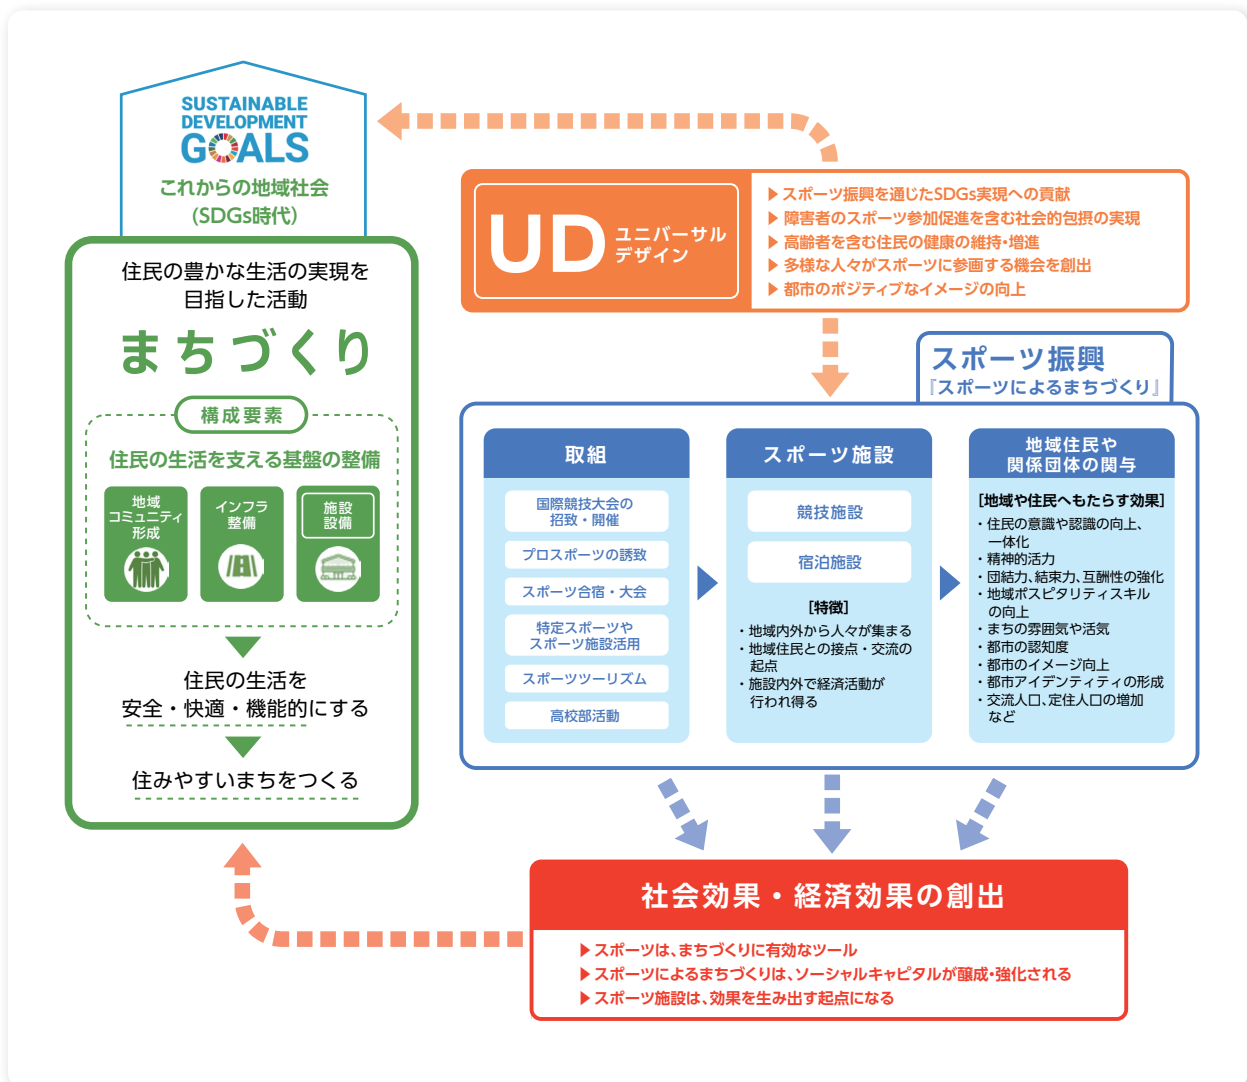 SUSTAINABLE
DEVELOPMENT
GOALS
これからの地域社会
(SDGs時代)
住民の豊かな生活の実現を
目指した活動
まちづくり
構成要素
住民の生活を支える基盤の整備
地域
コミュニティ
形成
インフラ
整備
施設
設備
住民の生活を
安全・快適・機能的にする
住みやすいまちをつくる
UD
ユニバーサル
デザイン
▶スポーツ振興を通じたSDGs実現への貢献
▶障害者のスポーツ参加促進を含む社会的包摂の実現
▶高齢者を含む住民の健康の維持・増進
▶多様な人々がスポーツに参画する機会を創出
▶都市のポジティブなイメージの向上
スポーツ振興
『スポーツによるまちづくり』
取組
国際競技大会の
招致・開催
プロスポーツの誘致
スポーツ合宿・大会
特定スポーツや
スポーツ施設活用
スポーツツーリズム
高校部活動
スポーツ施設
競技施設
宿泊施設
[特徴]
・地域内外から人々が集まる
・地域住民との接点・交流の
起点
・施設内外で経済活動が
行われ得る
地域住民や
関係団体の関与
[地域や住民へもたらす効果]
・住民の意識や認識の向上、
一体化
・精神的活力
・団結力、結束力、互酬性の強化
・地域ポスピタリティスキル
の向上
・まちの雰囲気や活気
・都市の認知度
・都市のイメージ向上
・都市アイデンティティの形成
・交流人口、定住人口の増加
など
社会効果・経済効果の創出
▶スポーツは、まちづくりに有効なツール
▶スポーツによるまちづくりは、ソーシャルキャピタルが醸成・強化される
▶スポーツ施設は、効果を生み出す起点になる